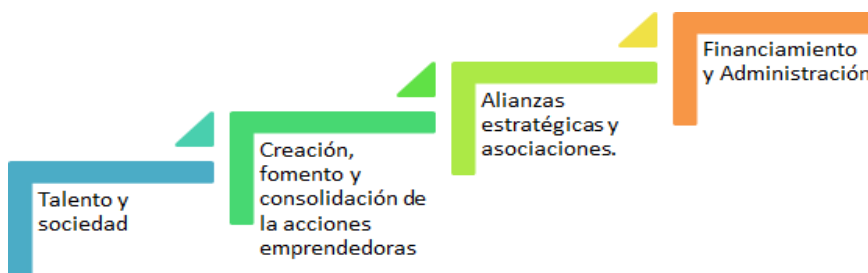 Talento y
sociedad
Creación,
fomento y
consolidación de
la acciones
emprendedoras
Alianzas
estratégicas y
asociaciones.
Financiamiento
y Administración